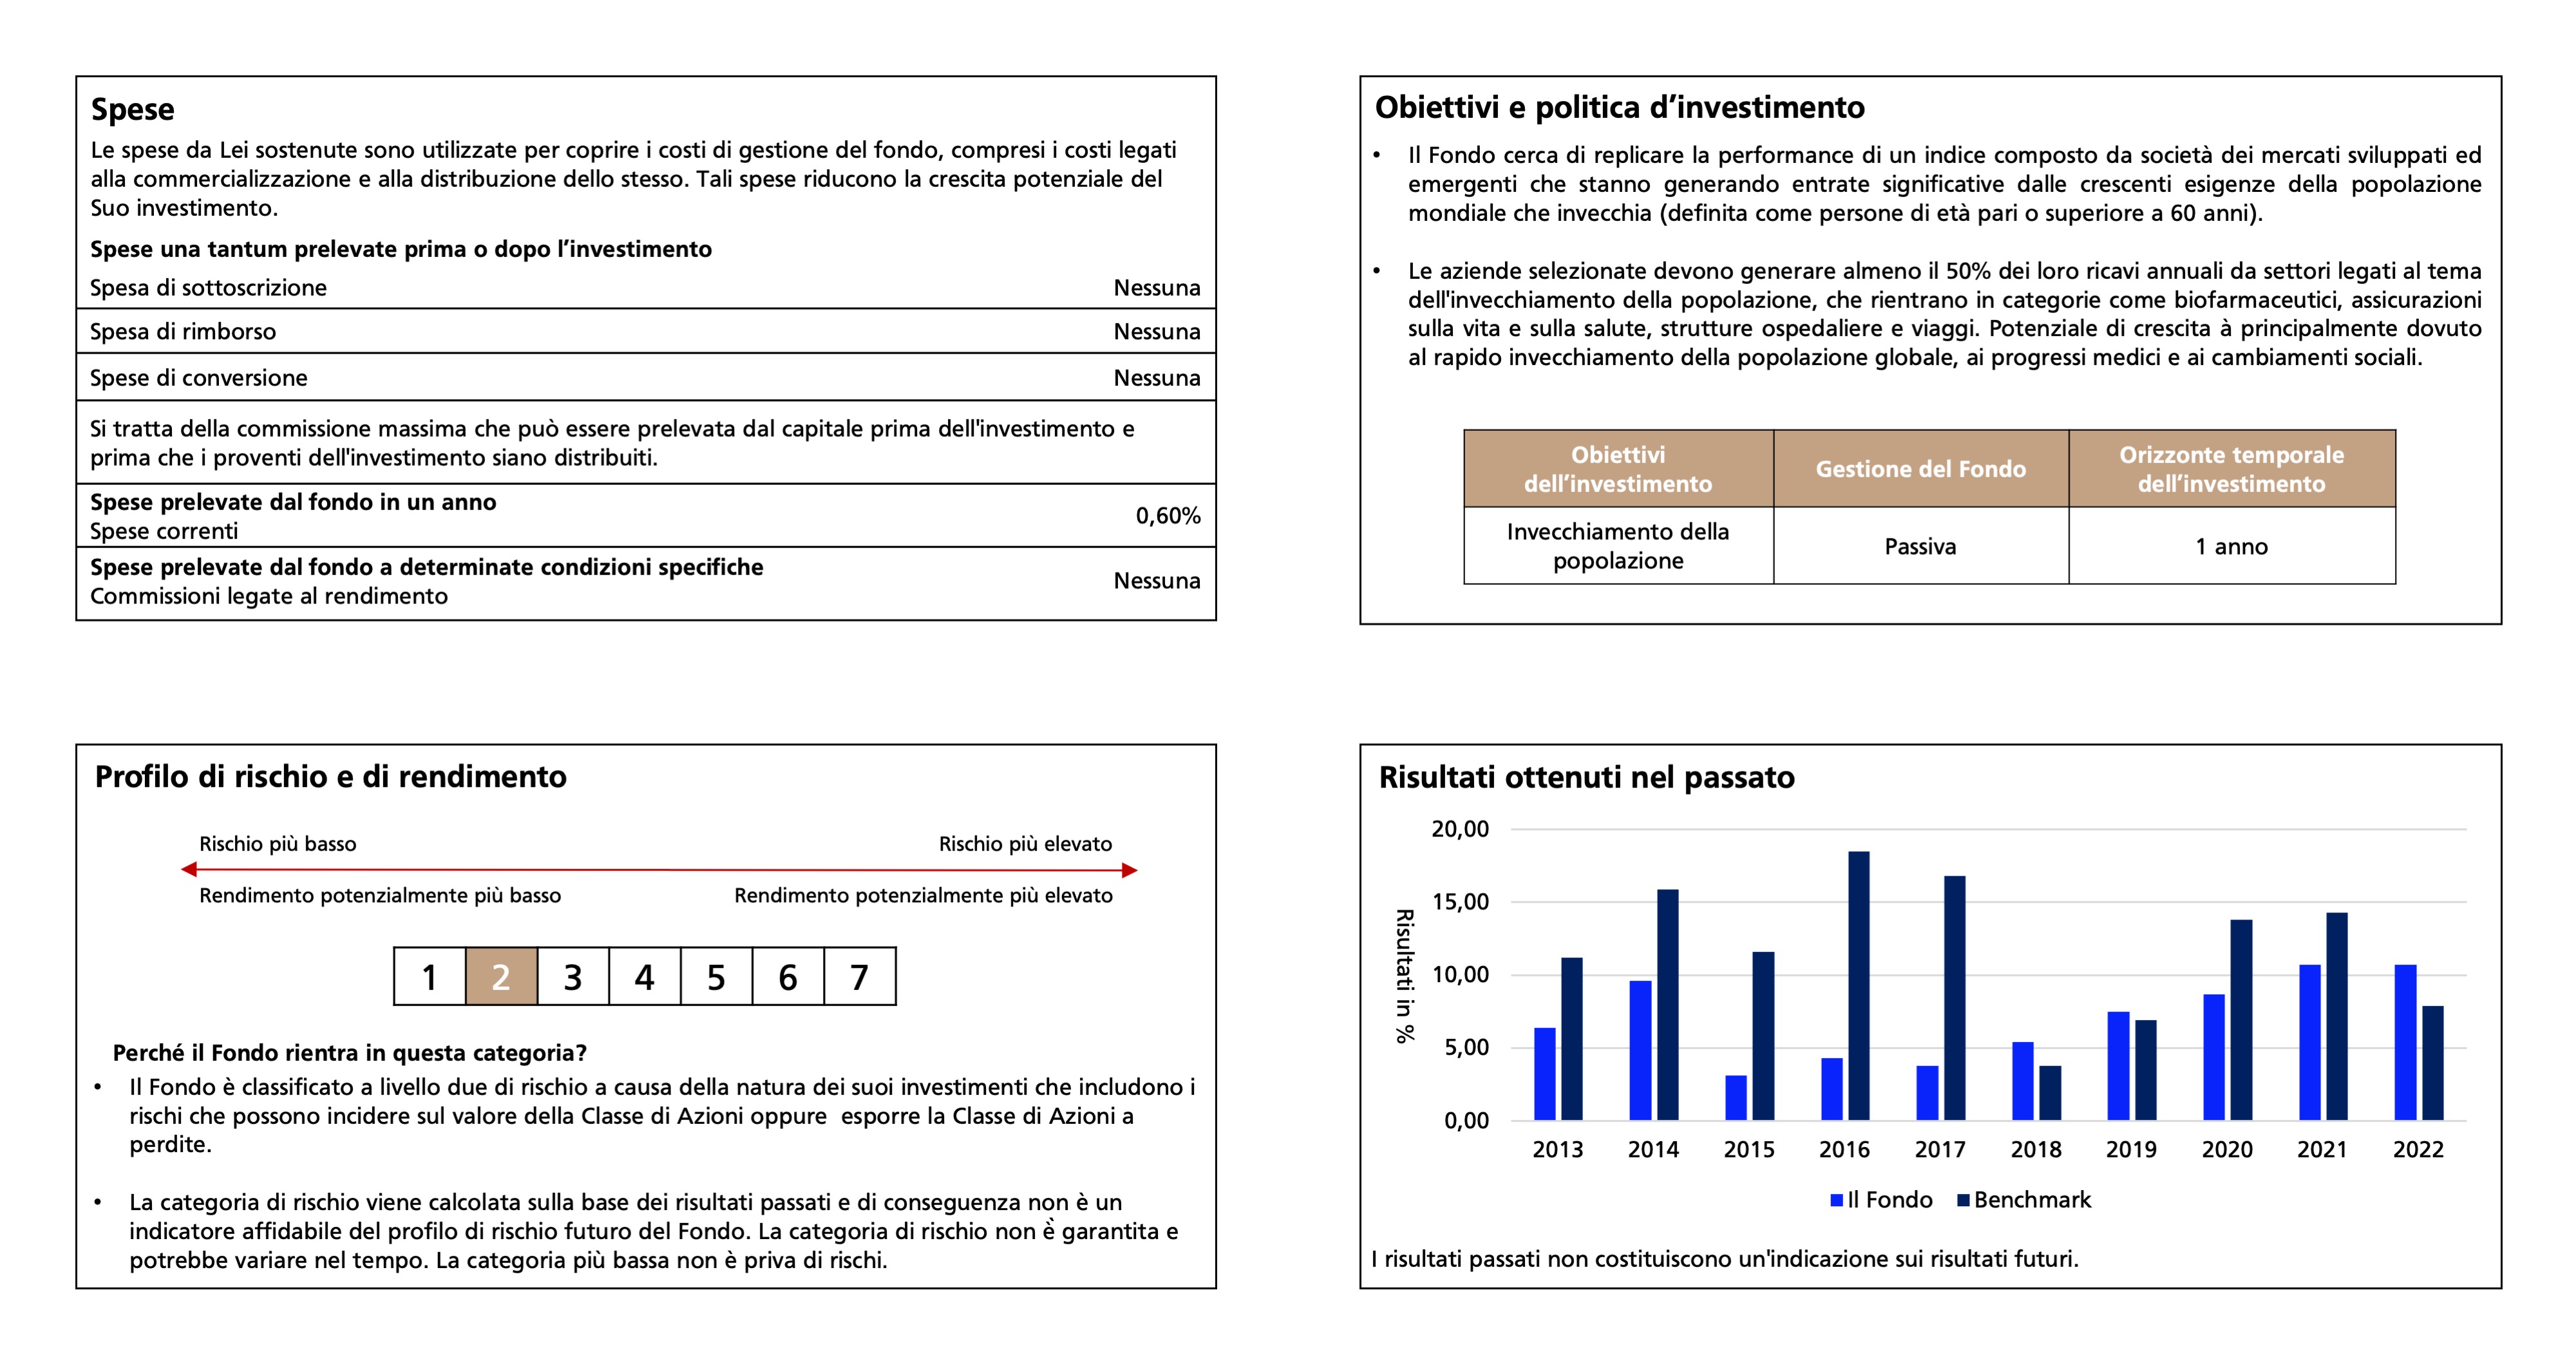 Spese
Le spese da Lei sostenute sono utilizzate per coprire i costi di gestione del fondo, compresi i costi legati
alla commercializzazione e alla distribuzione dello stesso. Tali spese riducono la crescita potenziale del
Suo investimento.
Spese una tantum prelevate prima o dopo l’investimento
Spesa di sottoscrizione Nessuna
Spesa di rimborso Nessuna
Spese di conversione Nessuna
Si tratta della commissione massima che può essere prelevata dal capitale prima dell'investimento e
prima che i proventi dell'investimento siano distribuiti.
Spese prelevate dal fondo in un anno
Spese correnti
0,60%
Spese prelevate dal fondo a determinate condizioni specifiche
Commissioni legate al rendimento
Nessuna
Obiettivi e politica d’investimento
• Il Fondo cerca di replicare la performance di un indice composto da società dei mercati sviluppati ed
emergenti che stanno generando entrate significative dalle crescenti esigenze della popolazione
mondiale che invecchia (definita come persone di età pari o superiore a 60 anni).
• Le aziende selezionate devono generare almeno il 50% dei loro ricavi annuali da settori legati al tema
dell'invecchiamento della popolazione, che rientrano in categorie come biofarmaceutici, assicurazioni
sulla vita e sulla salute, strutture ospedaliere e viaggi. Potenziale di crescita à principalmente dovuto
al rapido invecchiamento della popolazione globale, ai progressi medici e ai cambiamenti sociali.
Obiettivi
dell’investimento
Gestione del Fondo
Orizzonte temporale
dell’investimento
Invecchiamento della
popolazione
Passiva
1 anno
Profilo di rischio e di rendimento
Rischio più basso Rischio più elevato
Rendimento potenzialmente più basso Rendimento potenzialmente più elevato
1 2 3 4 5 6 7
Perché il Fondo rientra in questa categoria?
• Il Fondo è classificato a livello due di rischio a causa della natura dei suoi investimenti che includono i
rischi che possono incidere sul valore della Classe di Azioni oppure esporre la Classe di Azioni a
perdite.
• La categoria di rischio viene calcolata sulla base dei risultati passati e di conseguenza non è un
indicatore affidabile del profilo di rischio futuro del Fondo. La categoria di rischio non è̀ garantita e
potrebbe variare nel tempo. La categoria più bassa non è priva di rischi.
Risultati ottenuti nel passato
Risultati in %
20,00
15,00
10,00
5,00
0,00
2013 2014 2015 2016 2017 2018 2019 2020 2021 2022
Il Fondo Benchmark
I risultati passati non costituiscono un'indicazione sui risultati futuri.